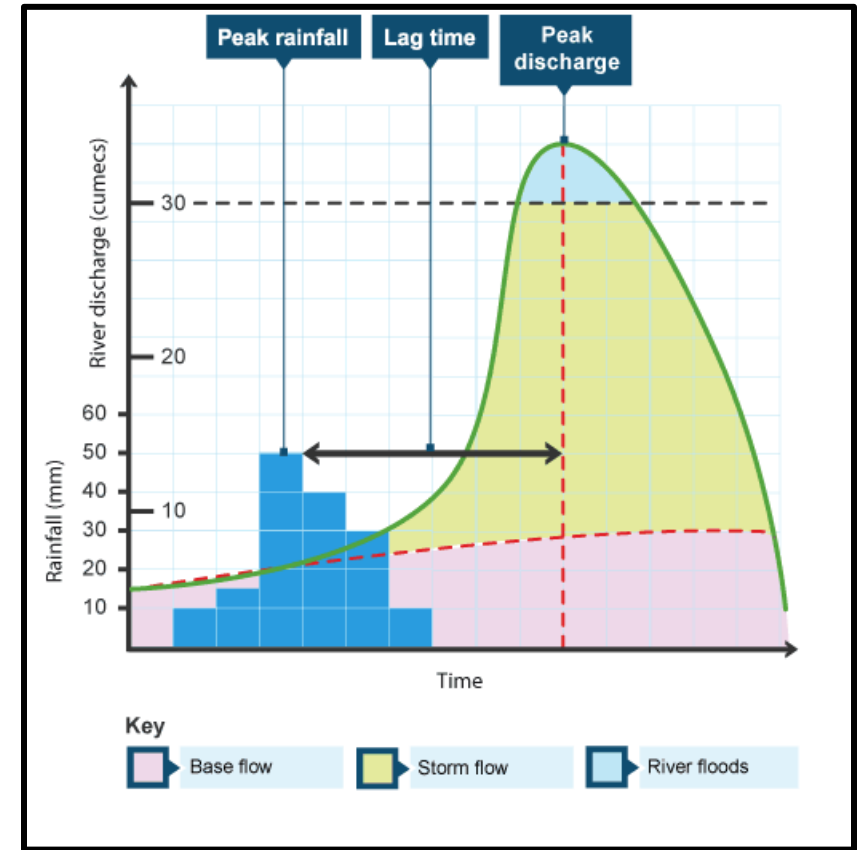 Peak rainfall
Lag time
Peak
discharge
River discharge (cumecs)
30
20
10
Rainfall (mm)
60
50
40
30
20
10
Time
Key
Base flow
Storm flow
River floods